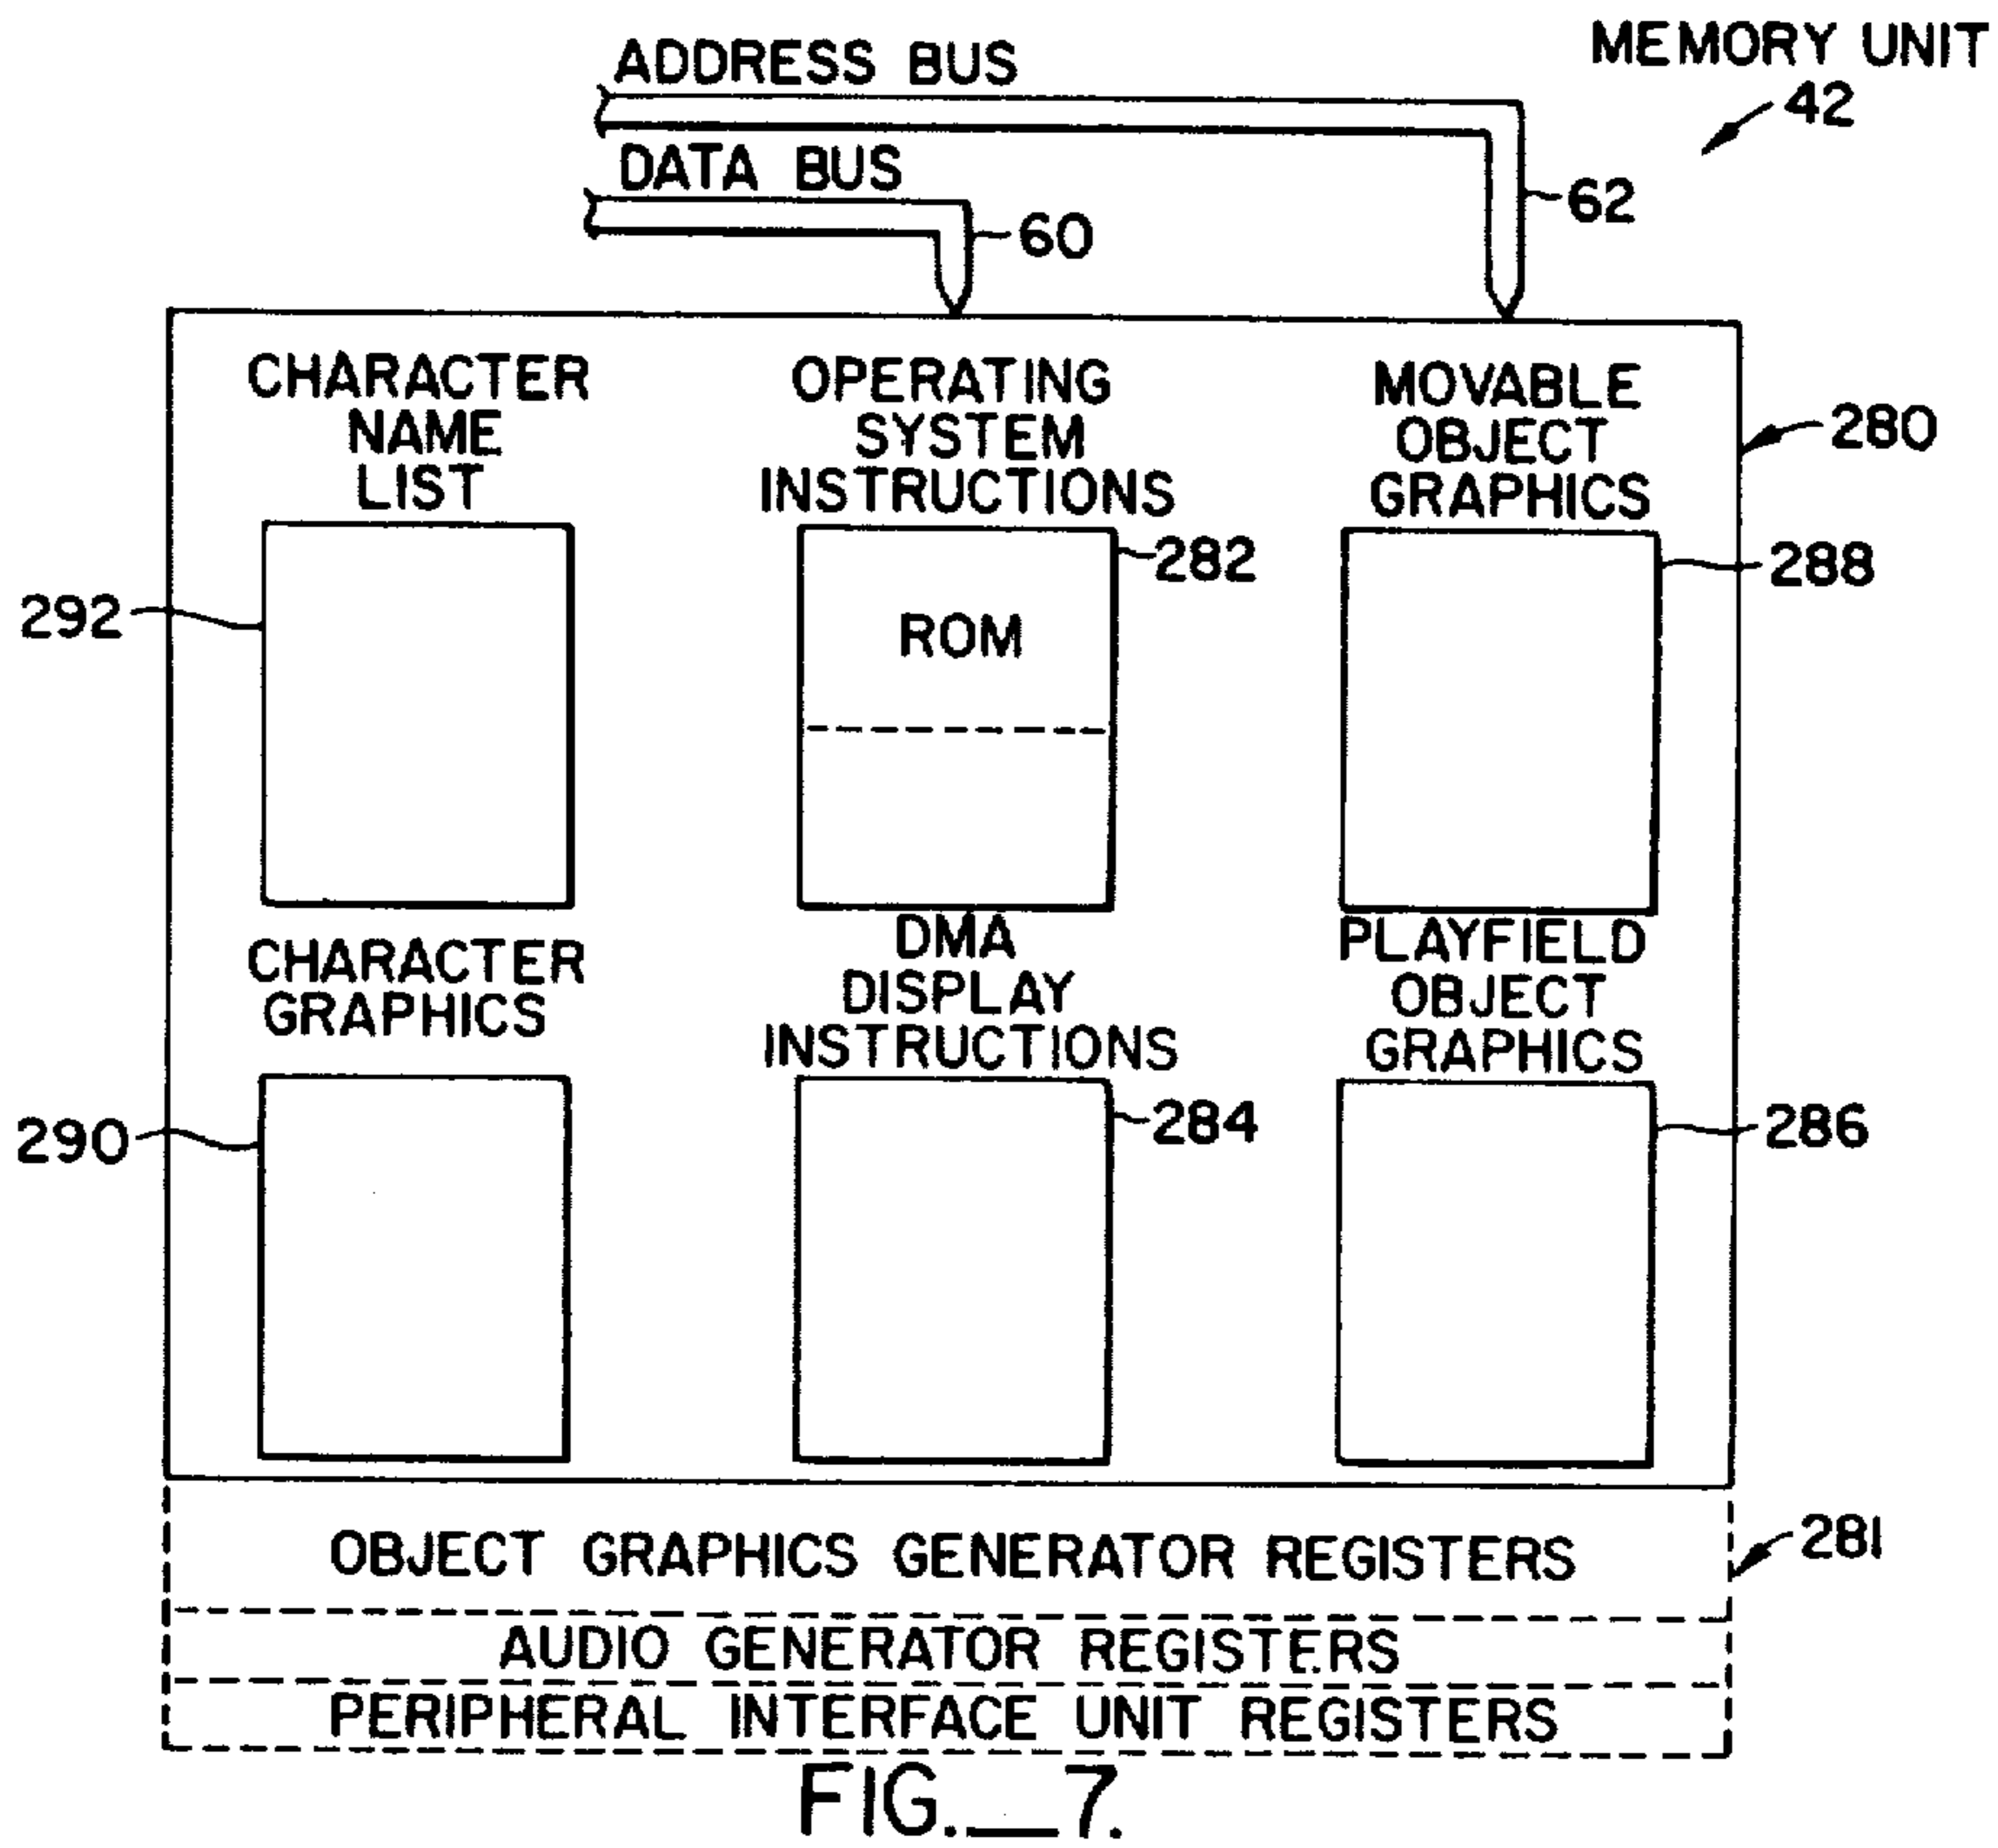 MEMORY UNIT
42
ADDRESS BUS
62
DATA BUS
60
280
CHARACTER
NAME
LIST
292
OPERATING
SYSTEM
INSTRUCTIONS
282
ROM
MOVABLE
OBJECT
GRAPHICS
288
CHARACTER
GRAPHICS
290
DMA
DISPLAY
INSTRUCTIONS
284
PLAYFIELD
OBJECT
GRAPHICS
286
OBJECT GRAPHICS GENERATOR REGISTERS
281
AUDIO GENERATOR REGISTERS
PERIPHERAL INTERFACE UNIT REGISTERS
FIG.__7.